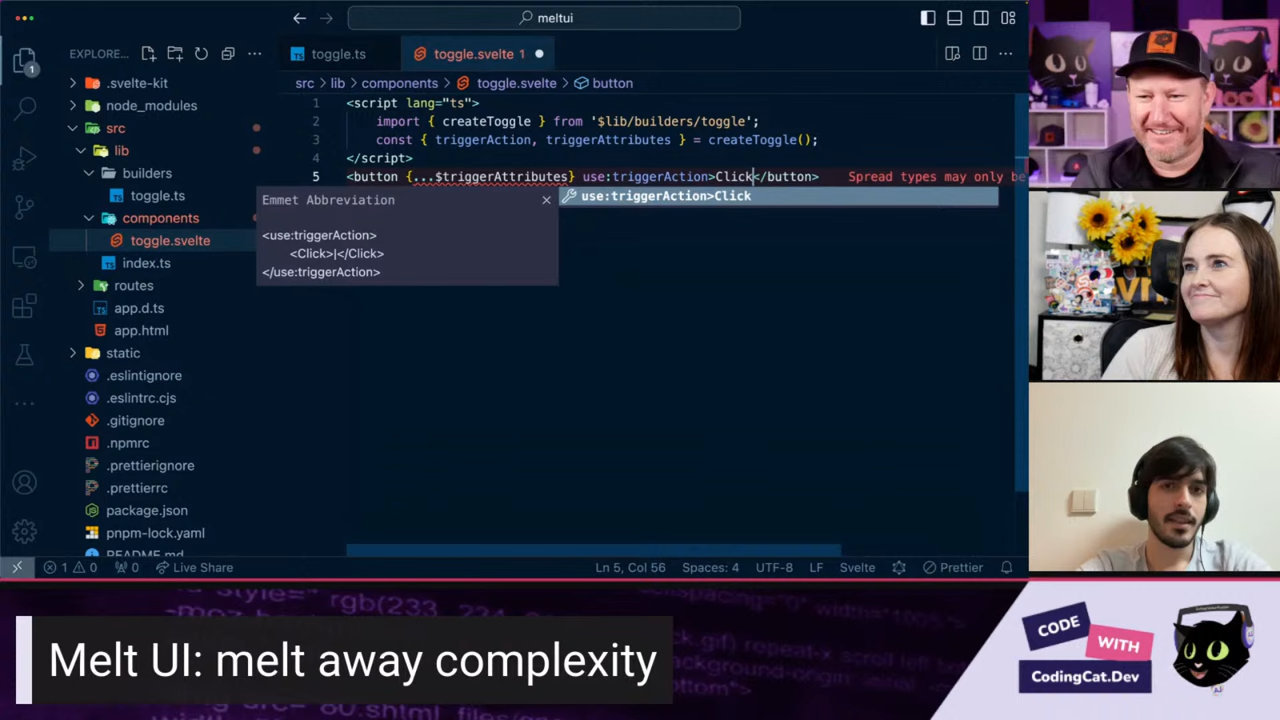 meltui
EXPLORE...
.svelte-kit
node_modules
src
lib
builders
toggle.ts
components
toggle.svelte
index.ts
routes
app.d.ts
app.html
static
.eslintignore
.eslintrc.cjs
.gitignore
.npmrc
.prettierignore
.prettierrc
package.json
pnpm-lock.yaml
README.md
1
toggle.ts
toggle.svelte 1
src > lib > components > toggle.svelte > button
1 <script lang="ts">
2 import { createToggle } from '$lib/builders/toggle';
3 const { triggerAction, triggerAttributes } = createToggle();
4 </script>
5 <button {...$triggerAttributes} use:triggerAction>Click</button> Spread types may only be
use:triggerAction>Click
Emmet Abbreviation
<use:triggerAction>
<Click>|</Click>
</use:triggerAction>
1 0 0 Live Share Ln 5, Col 56 Spaces: 4 UTF-8 LF Svelte Prettier
Melt UI: melt away complexity
CODE
WITH
CodingCat.Dev